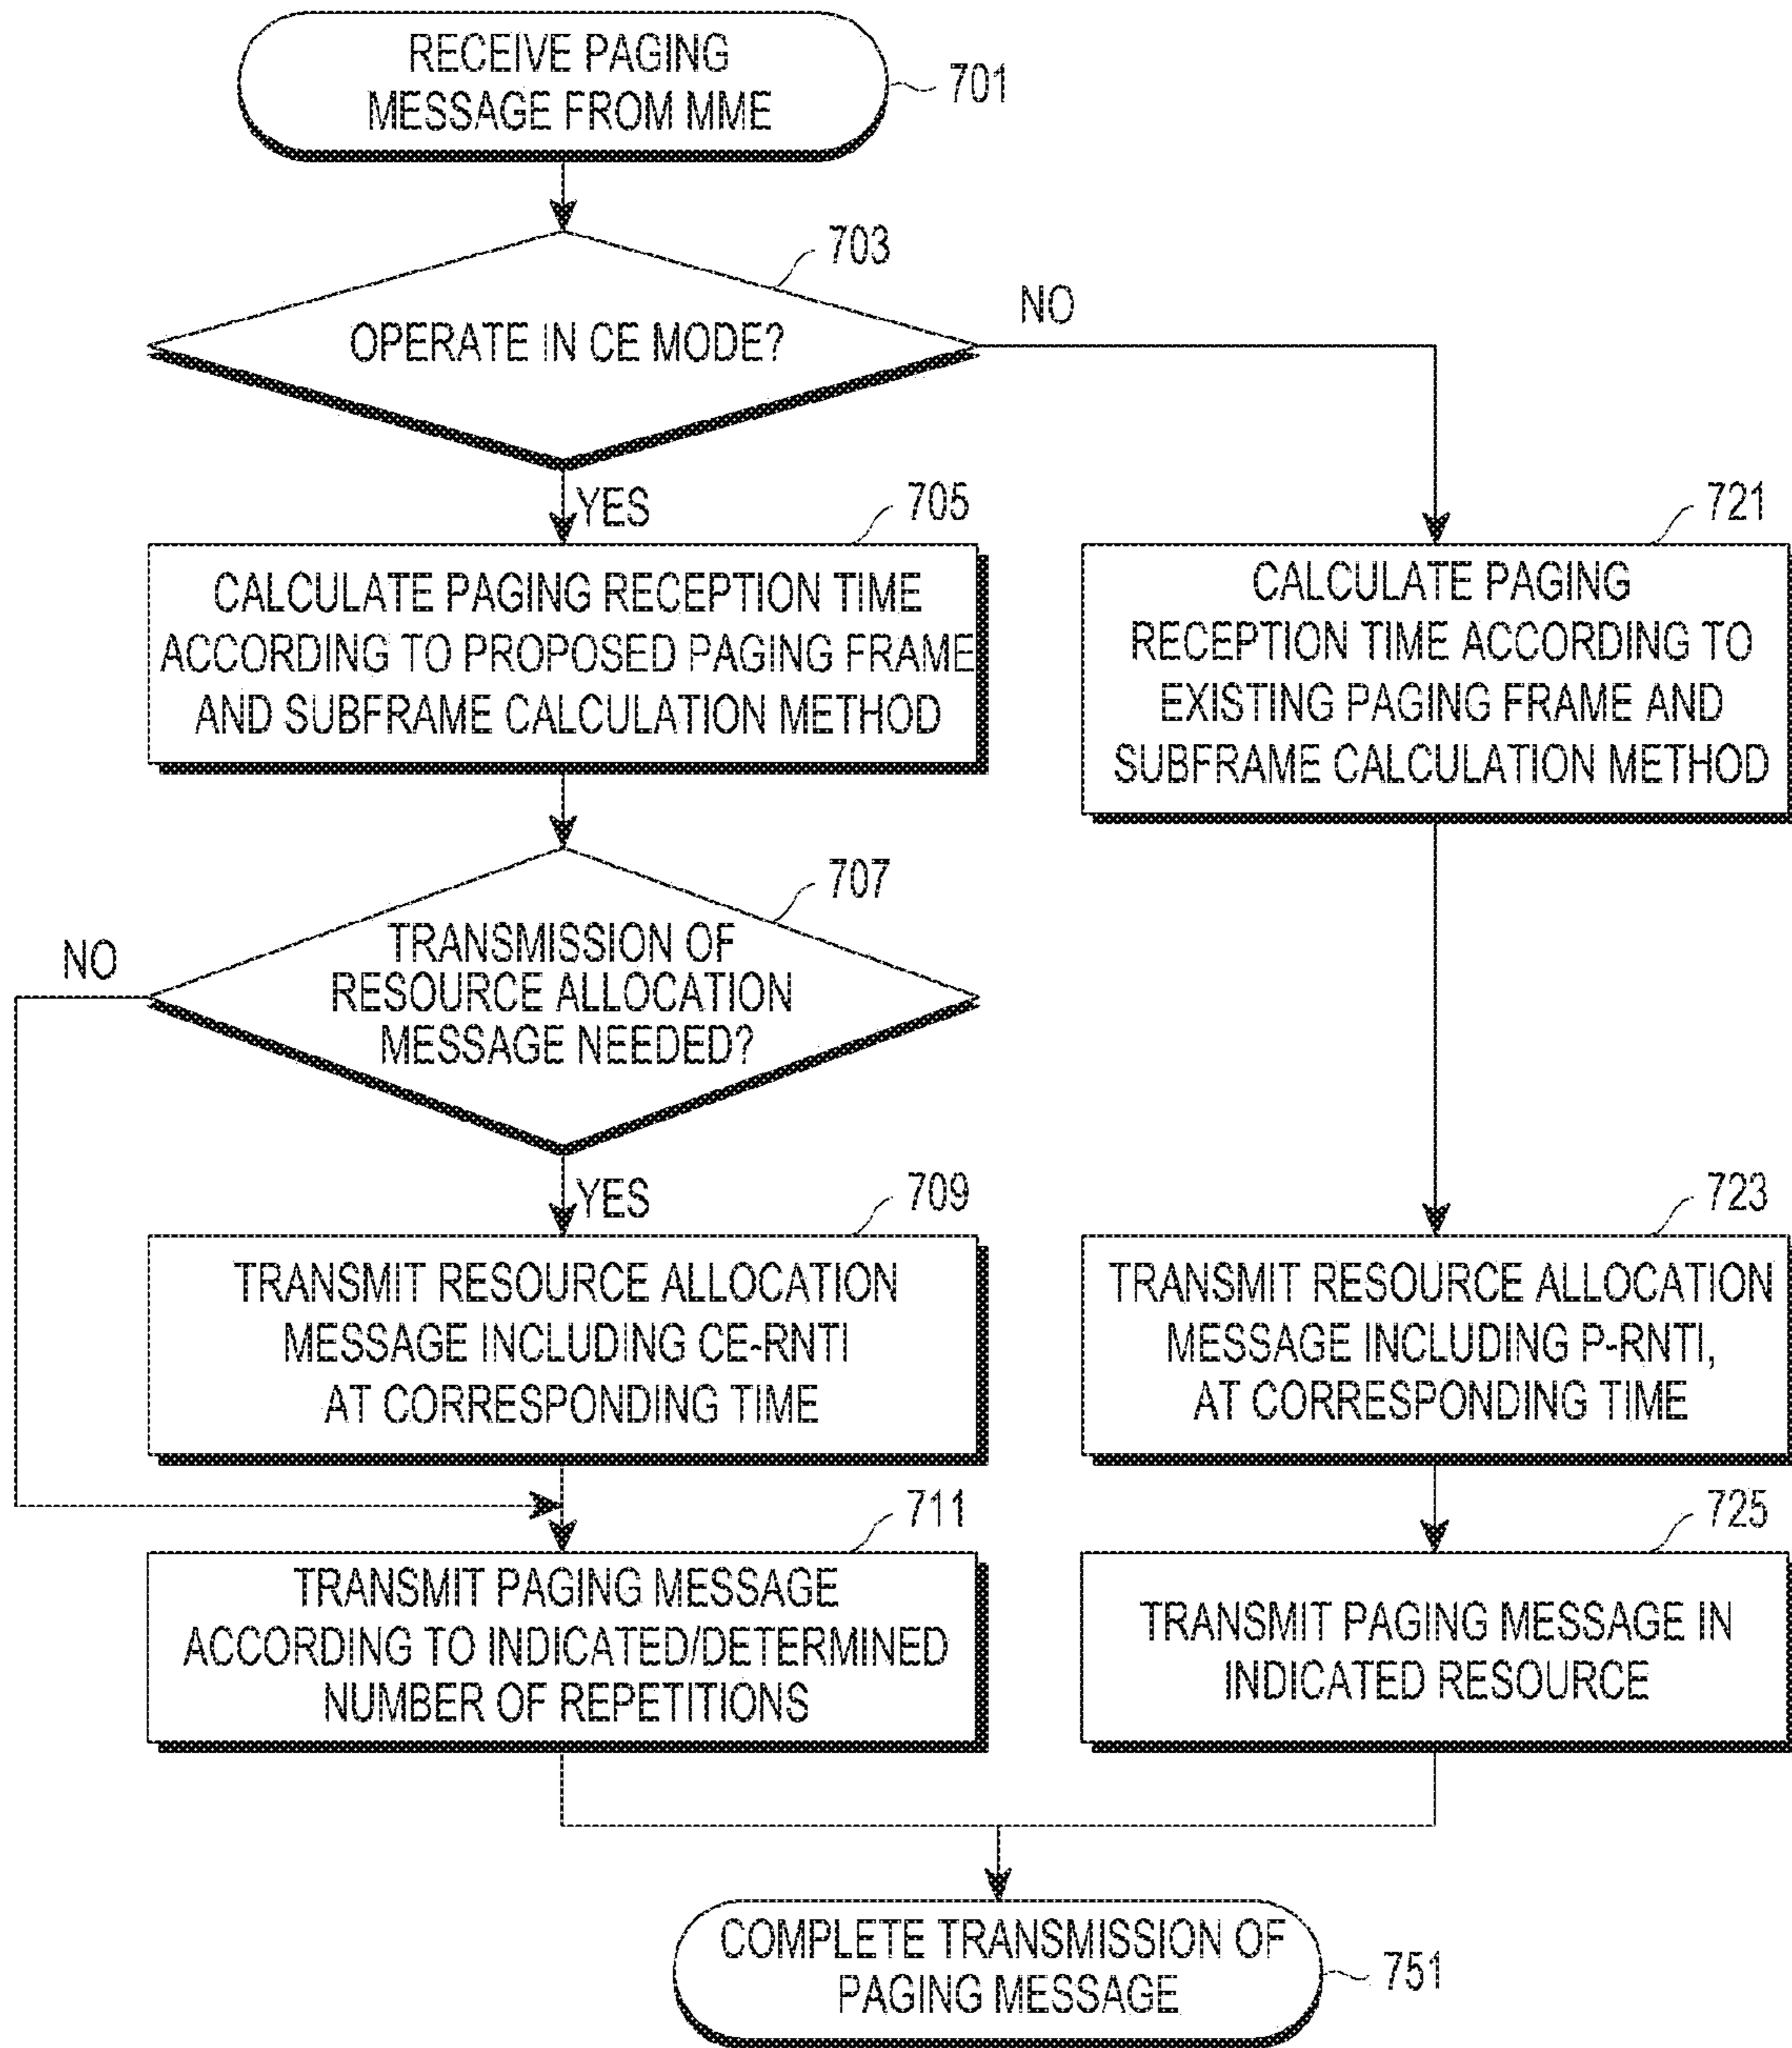 RECEIVE PAGING
MESSAGE FROM MME
701
703
OPERATE IN CE MODE?
NO
YES
705
CALCULATE PAGING RECEPTION TIME
ACCORDING TO PROPOSED PAGING FRAME
AND SUBFRAME CALCULATION METHOD
721
CALCULATE PAGING
RECEPTION TIME ACCORDING TO
EXISTING PAGING FRAME AND
SUBFRAME CALCULATION METHOD
707
TRANSMISSION OF
RESOURCE ALLOCATION
MESSAGE NEEDED?
NO
YES
709
TRANSMIT RESOURCE ALLOCATION
MESSAGE INCLUDING CE-RNTI
AT CORRESPONDING TIME
723
TRANSMIT RESOURCE ALLOCATION
MESSAGE INCLUDING P-RNTI,
AT CORRESPONDING TIME
711
TRANSMIT PAGING MESSAGE
ACCORDING TO INDICATED/DETERMINED
NUMBER OF REPETITIONS
725
TRANSMIT PAGING MESSAGE IN
INDICATED RESOURCE
COMPLETE TRANSMISSION OF
PAGING MESSAGE
751